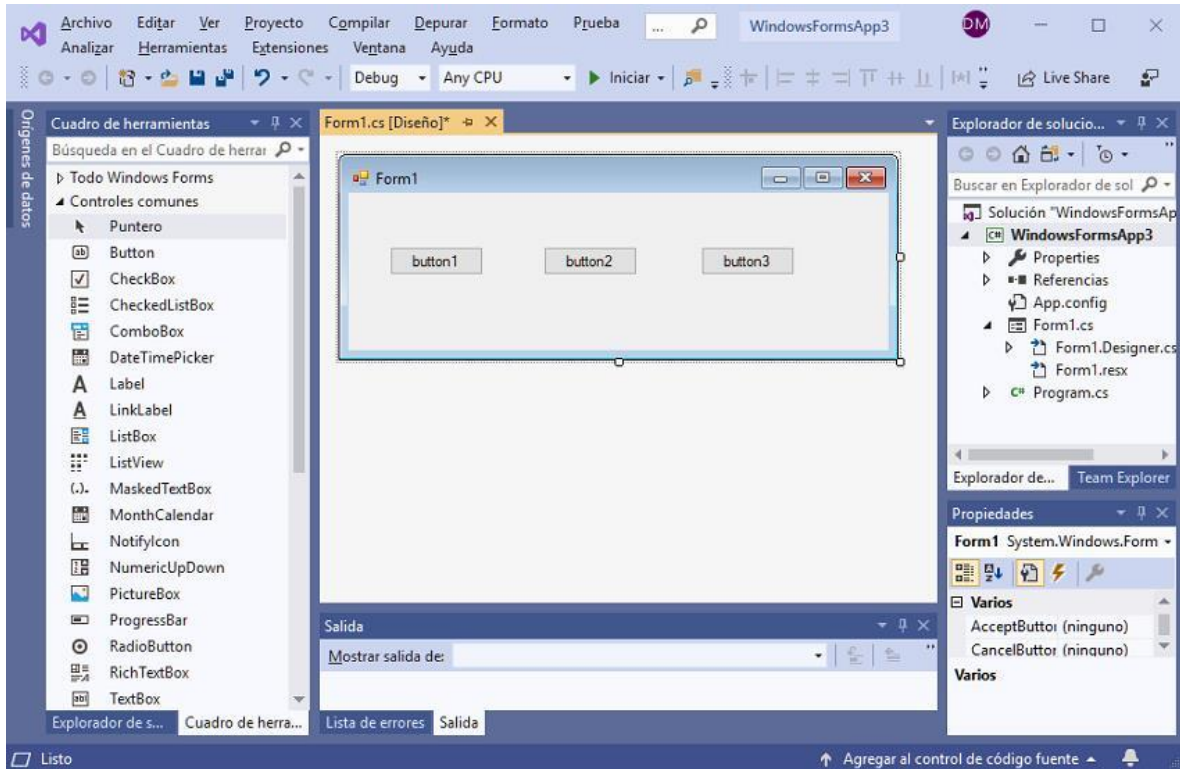 Archivo Editar Ver Proyecto Compilar Depurar Formato Prueba ... WindowsFormsApp3 DM
Analizar Herramientas Extensiones Ventana Ayuda
Debug Any CPU Iniciar Live Share
Orígenes de datos
Cuadro de herramientas
Búsqueda en el Cuadro de herrar
Todo Windows Forms
Controles comunes
Puntero
Button
CheckBox
CheckedListBox
ComboBox
DateTimePicker
Label
LinkLabel
ListBox
ListView
MaskedTextBox
MonthCalendar
NotifyIcon
NumericUpDown
PictureBox
ProgressBar
RadioButton
RichTextBox
TextBox
Explorador de s... Cuadro de herra...
Form1.cs [Diseño]*
Form1
button1 button2 button3
Salida
Mostrar salida de:
Lista de errores Salida
Explorador de solucio...
Buscar en Explorador de sol
Solución "WindowsFormsAp
WindowsFormsApp3
Properties
Referencias
App.config
Form1.cs
Form1.Designer.cs
Form1.resx
Program.cs
Explorador de... Team Explorer
Propiedades
Form1 System.Windows.Form
Varios
AcceptButto (ninguno)
CancelButtor (ninguno)
Varios
Listo Agregar al control de código fuente